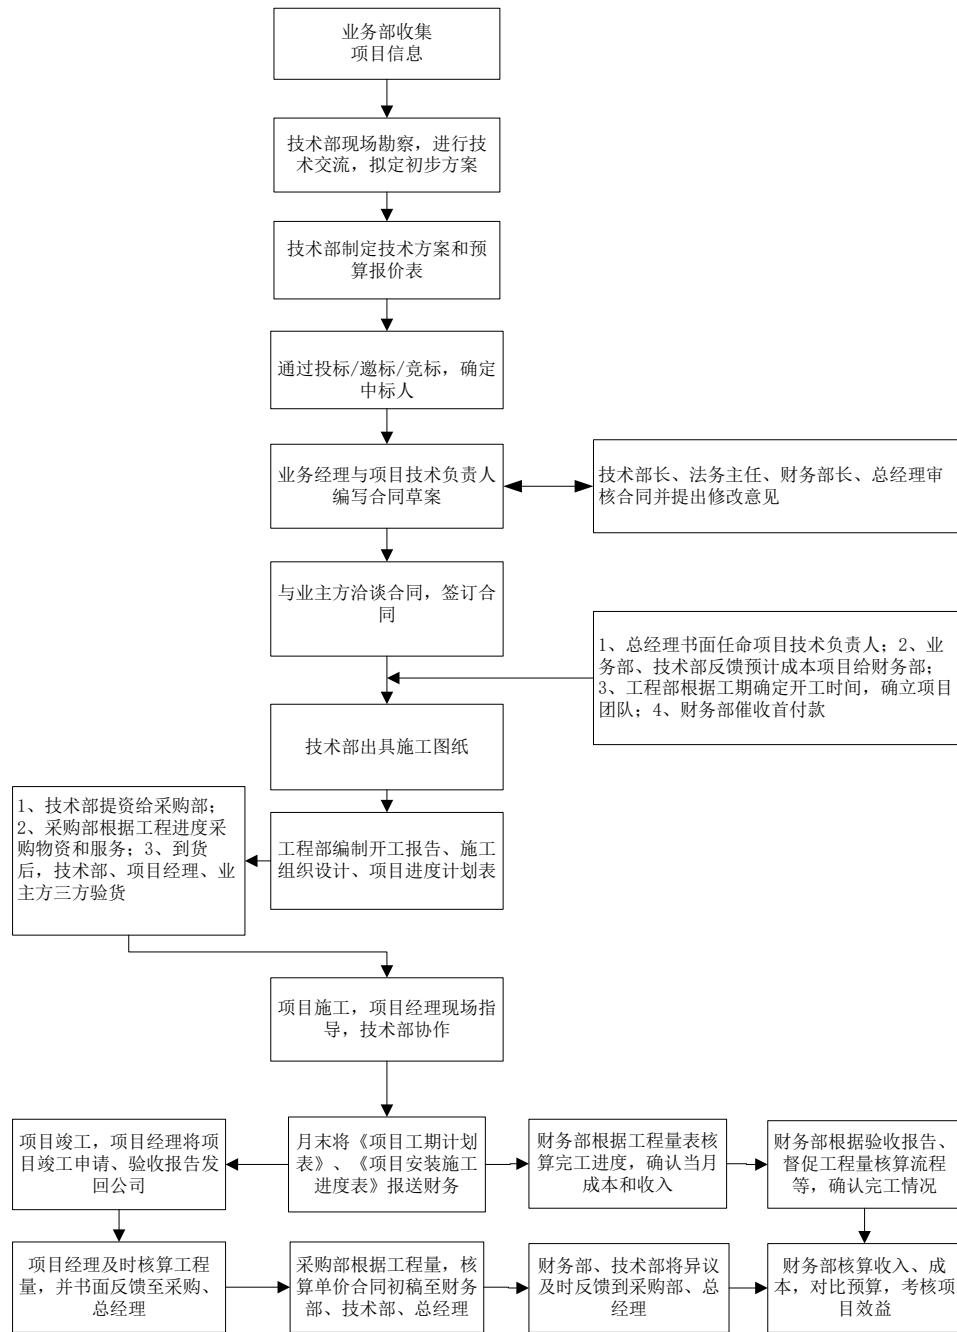 业务部收集
项目信息
技术部现场勘察，进行技
术交流，拟定初步方案
技术部制定技术方案和预
算报价表
通过投标/邀标/竞标，确定
中标人
业务经理与项目技术负责人
编写合同草案
技术部长、法务主任、财务部长、总经理审
核合同并提出修改意见
与业主方洽谈合同，签订合
同
1、总经理书面任命项目技术负责人；2、业
务部、技术部反馈预计成本项目给财务部；
3、工程部根据工期确定开工时间，确立项目
团队；4、财务部催收首付款
技术部出具施工图纸
1、技术部提资给采购部；
2、采购部根据工程进度采
购物资和服务；3、到货
后，技术部、项目经理、业
主方三方验货
工程部编制开工报告、施工
组织设计、项目进度计划表
项目施工，项目经理现场指
导，技术部协作
项目竣工，项目经理将项
目竣工申请、验收报告发
回公司
月末将《项目工期计划
表》、《项目安装施工
进度表》报送财务
财务部根据工程量表核
算完工进度，确认当月
成本和收入
财务部根据验收报告、
督促工程量核算流程
等，确认完工情况
项目经理及时核算工程
量，并书面反馈至采购、
总经理
采购部根据工程量，核
算单价合同初稿至财务
部、技术部、总经理
财务部、技术部将异议
及时反馈到采购部、总
经理
财务部核算收入、成
本，对比预算，考核项
目效益